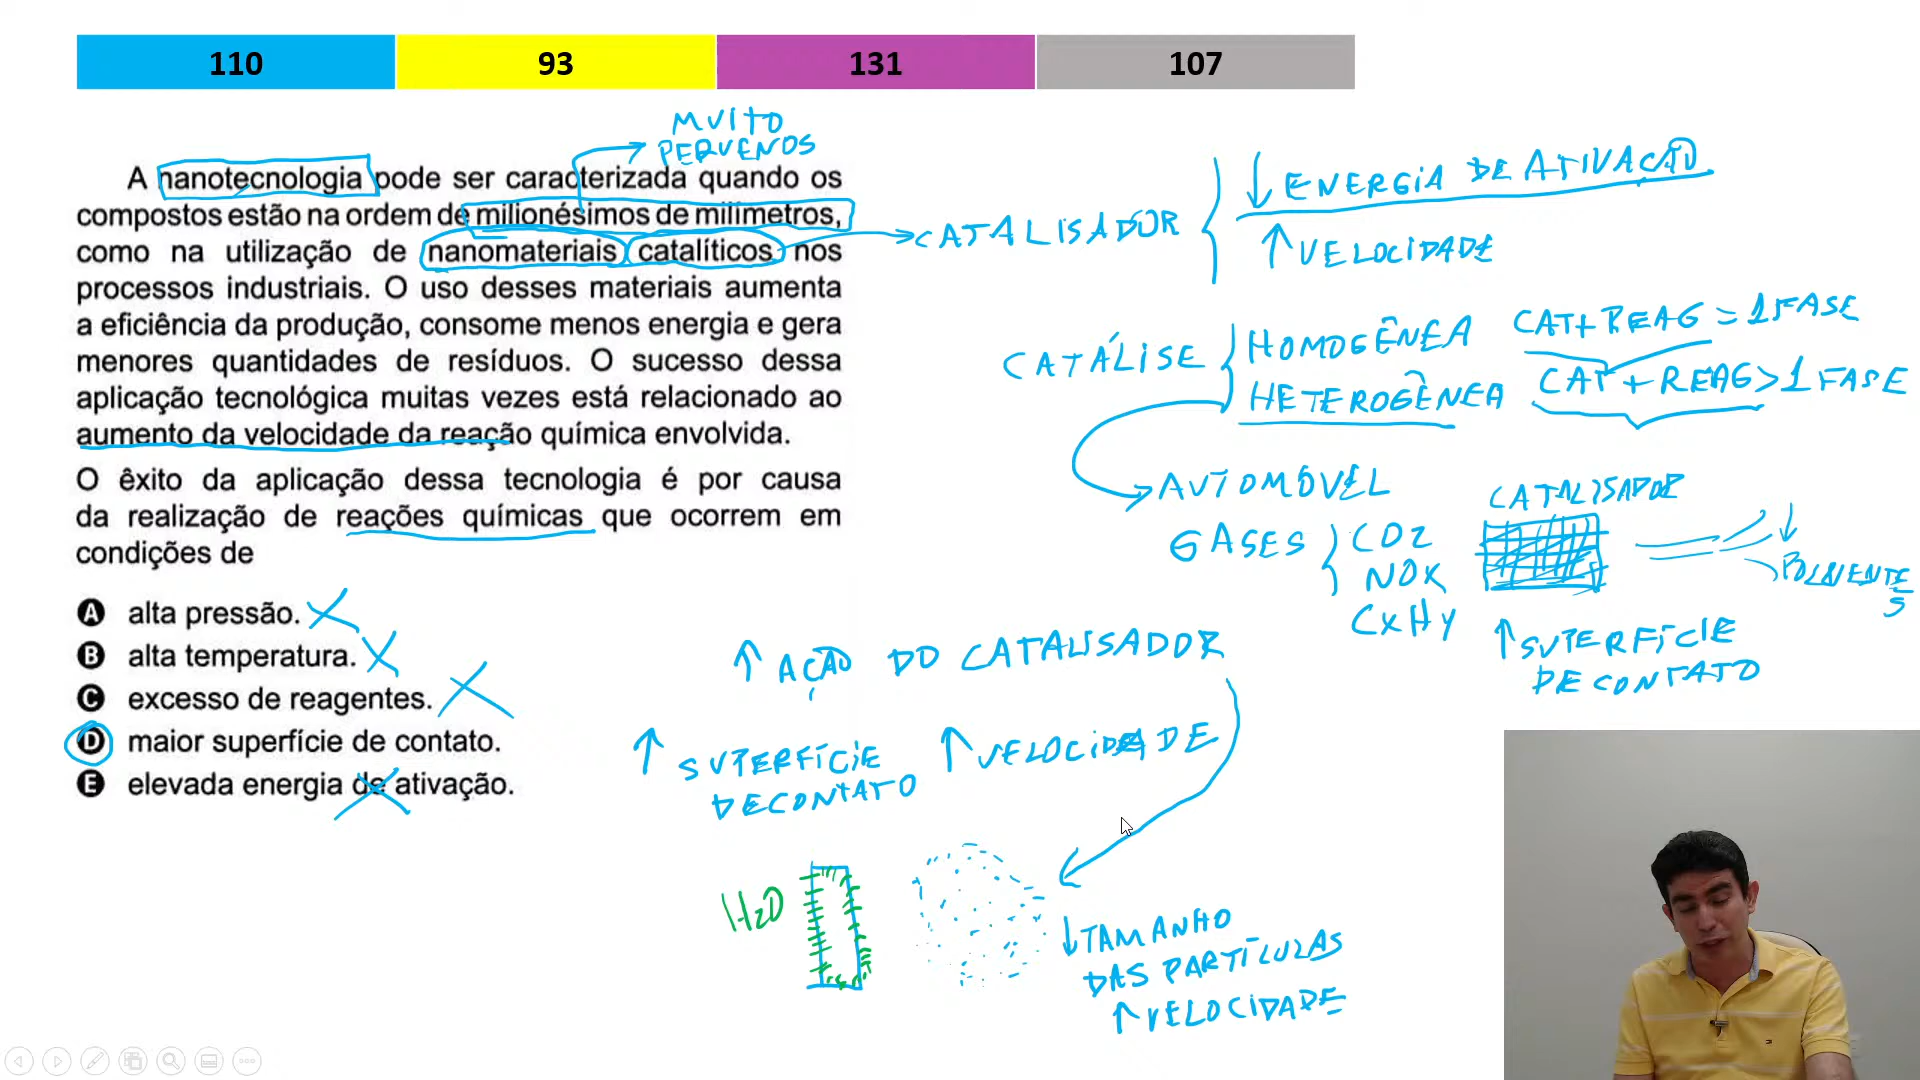 110 93 131 107
MUITO
PEQUENOS
A nanotecnologia pode ser caracterizada quando os
compostos estão na ordem de milionésimos de milímetros,
como na utilização de nanomateriais catalíticos nos
processos industriais. O uso desses materiais aumenta
a eficiência da produção, consome menos energia e gera
menores quantidades de resíduos. O sucesso dessa
aplicação tecnológica muitas vezes está relacionado ao
aumento da velocidade da reação química envolvida.
O êxito da aplicação dessa tecnologia é por causa
da realização de reações químicas que ocorrem em
condições de
A alta pressão.
B alta temperatura.
C excesso de reagentes.
D maior superfície de contato.
E elevada energia de ativação.
CATALISADOR
↓ ENERGIA DE ATIVAÇÃO
↑ VELOCIDADE
CATÁLISE
HOMOGÊNEA CAT+REAG = 1 FASE
HETEROGÊNEA CAT+REAG > 1 FASE
AUTOMÓVEL
GASES
CO2
NOX
CXHY
CATALISADOR
↓
POLUENTES
↑ SUPERFÍCIE
DE CONTATO
↑ AÇÃO DO CATALISADOR
↑ SUPERFÍCIE
DE CONTATO
↑ VELOCIDADE
H2O
↓ TAMANHO
DAS PARTÍCULAS
↑ VELOCIDADE